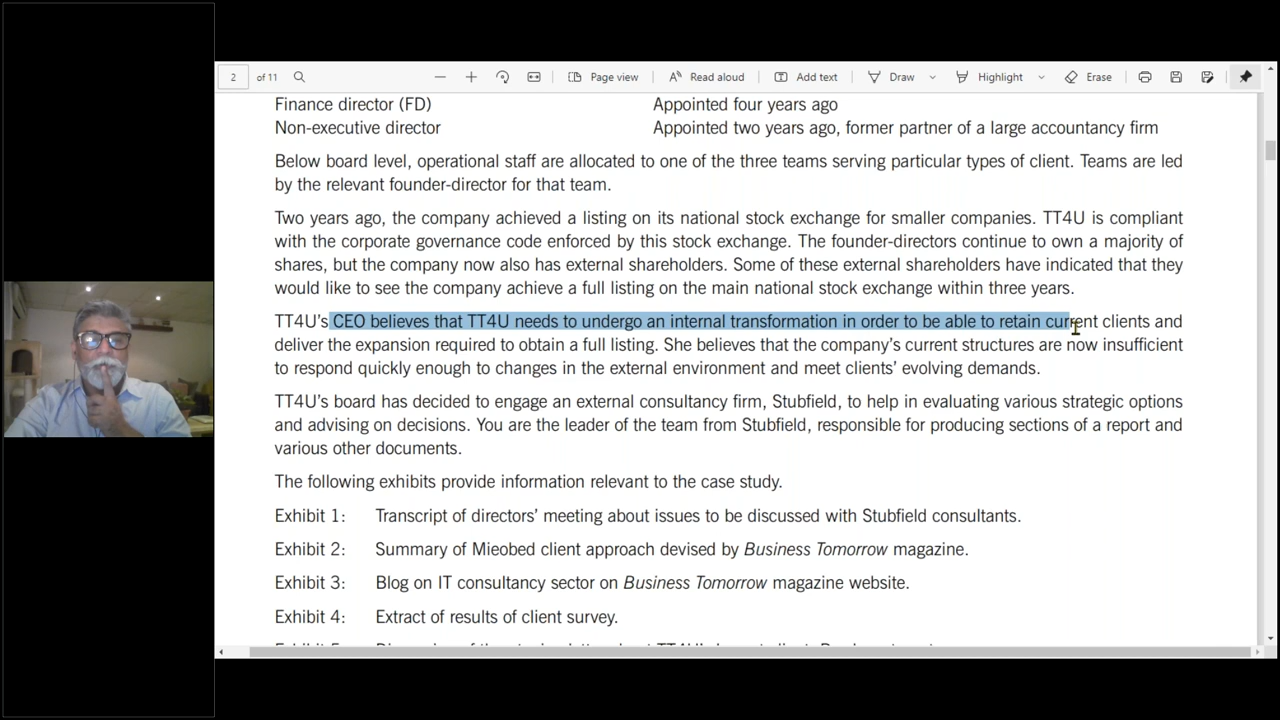 2 of 11 Page view Read aloud Add text Draw Highlight Erase
Finance director (FD) Appointed four years ago
Non-executive director Appointed two years ago, former partner of a large accountancy firm
Below board level, operational staff are allocated to one of the three teams serving particular types of client. Teams are led
by the relevant founder-director for that team.
Two years ago, the company achieved a listing on its national stock exchange for smaller companies. TT4U is compliant
with the corporate governance code enforced by this stock exchange. The founder-directors continue to own a majority of
shares, but the company now also has external shareholders. Some of these external shareholders have indicated that they
would like to see the company achieve a full listing on the main national stock exchange within three years.
TT4U's CEO believes that TT4U needs to undergo an internal transformation in order to be able to retain current clients and
deliver the expansion required to obtain a full listing. She believes that the company's current structures are now insufficient
to respond quickly enough to changes in the external environment and meet clients' evolving demands.
TT4U's board has decided to engage an external consultancy firm, Stubfield, to help in evaluating various strategic options
and advising on decisions. You are the leader of the team from Stubfield, responsible for producing sections of a report and
various other documents.
The following exhibits provide information relevant to the case study.
Exhibit 1: Transcript of directors' meeting about issues to be discussed with Stubfield consultants.
Exhibit 2: Summary of Mieobed client approach devised by Business Tomorrow magazine.
Exhibit 3: Blog on IT consultancy sector on Business Tomorrow magazine website.
Exhibit 4: Extract of results of client survey.